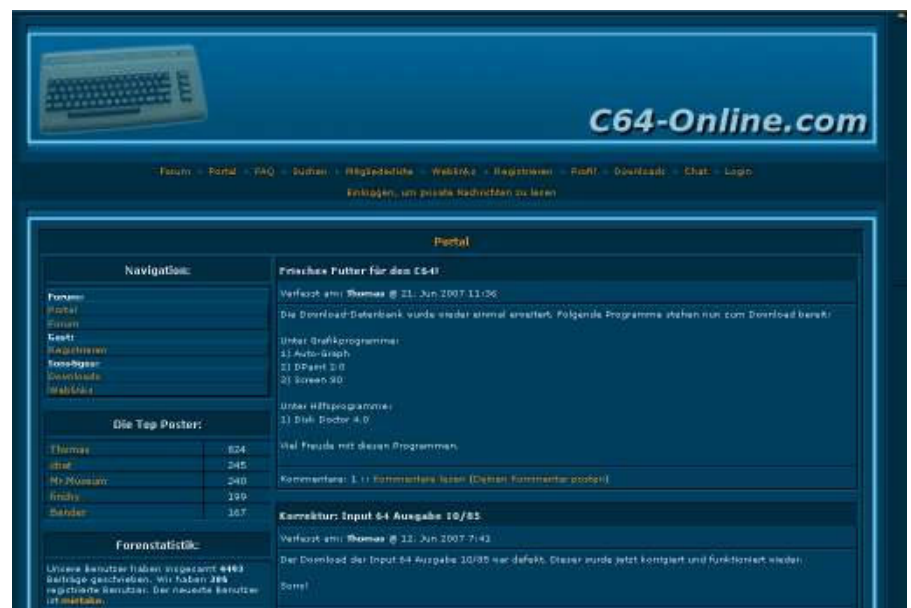 C64-Online.com
Forum - Portal - FAQ - Suchen - Mitgliederliste - Weblinks - Registrieren - Profil - Downloads - Chat - Login
Einloggen, um private Nachrichten zu lesen
Portal
Navigation:
Forum:
Portal
Forum
Gast:
Registrieren
Sonstiges:
Downloads
Weblinks
Die Top Poster:
Thomas 824
345
Mr.Museum 240
199
Bander 167
Forenstatistik:
Unsere Benutzer haben insgesamt
Beiträge geschrieben. Wir haben
registrierte Benutzer. Der neueste Benutzer
ist
Frisches Futter für den C64!
Verfasst am: Thomas @ 21. Jun 2007 11:36
Die Download-Datenbank wurde wieder einmal erweitert. Folgende Programme stehen nun zum Download bereit:
Unter Grafikprogramme:
1) Auto-Graph
2) DPaint 2.0
3) Screen 80
Unter Hilfsprogramme:
1) Disk Doctor 4.0
Viel Freude mit diesen Programmen.
Kommentare: 1 :: Kommentare lesen (Deinen Kommentar posten)
Korrektur: Input 64 Ausgabe 10/85
Verfasst am: Thomas @ 12. Jun 2007 7:42
Der Download der Input 64 Ausgabe 10/85 war defekt. Dieser wurde jetzt korrigiert und funktioniert wieder.
Sorry!